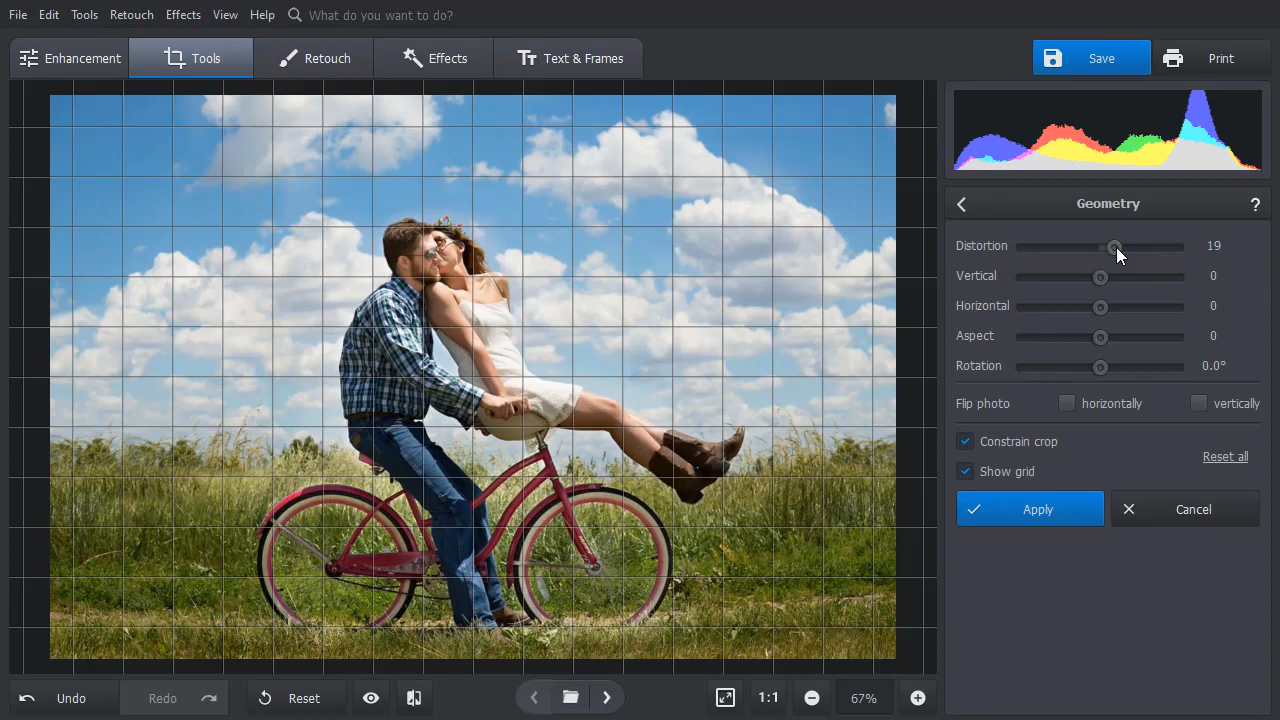 File Edit Tools Retouch Effects View Help What do you want to do?
Enhancement Tools Retouch Effects Text & Frames Save Print
Geometry ?
Distortion 19
Vertical 0
Horizontal 0
Aspect 0
Rotation 0.0°
Flip photo horizontally vertically
Constrain crop
Show grid
Reset all
Apply Cancel
Undo Redo Reset 1:1 67%